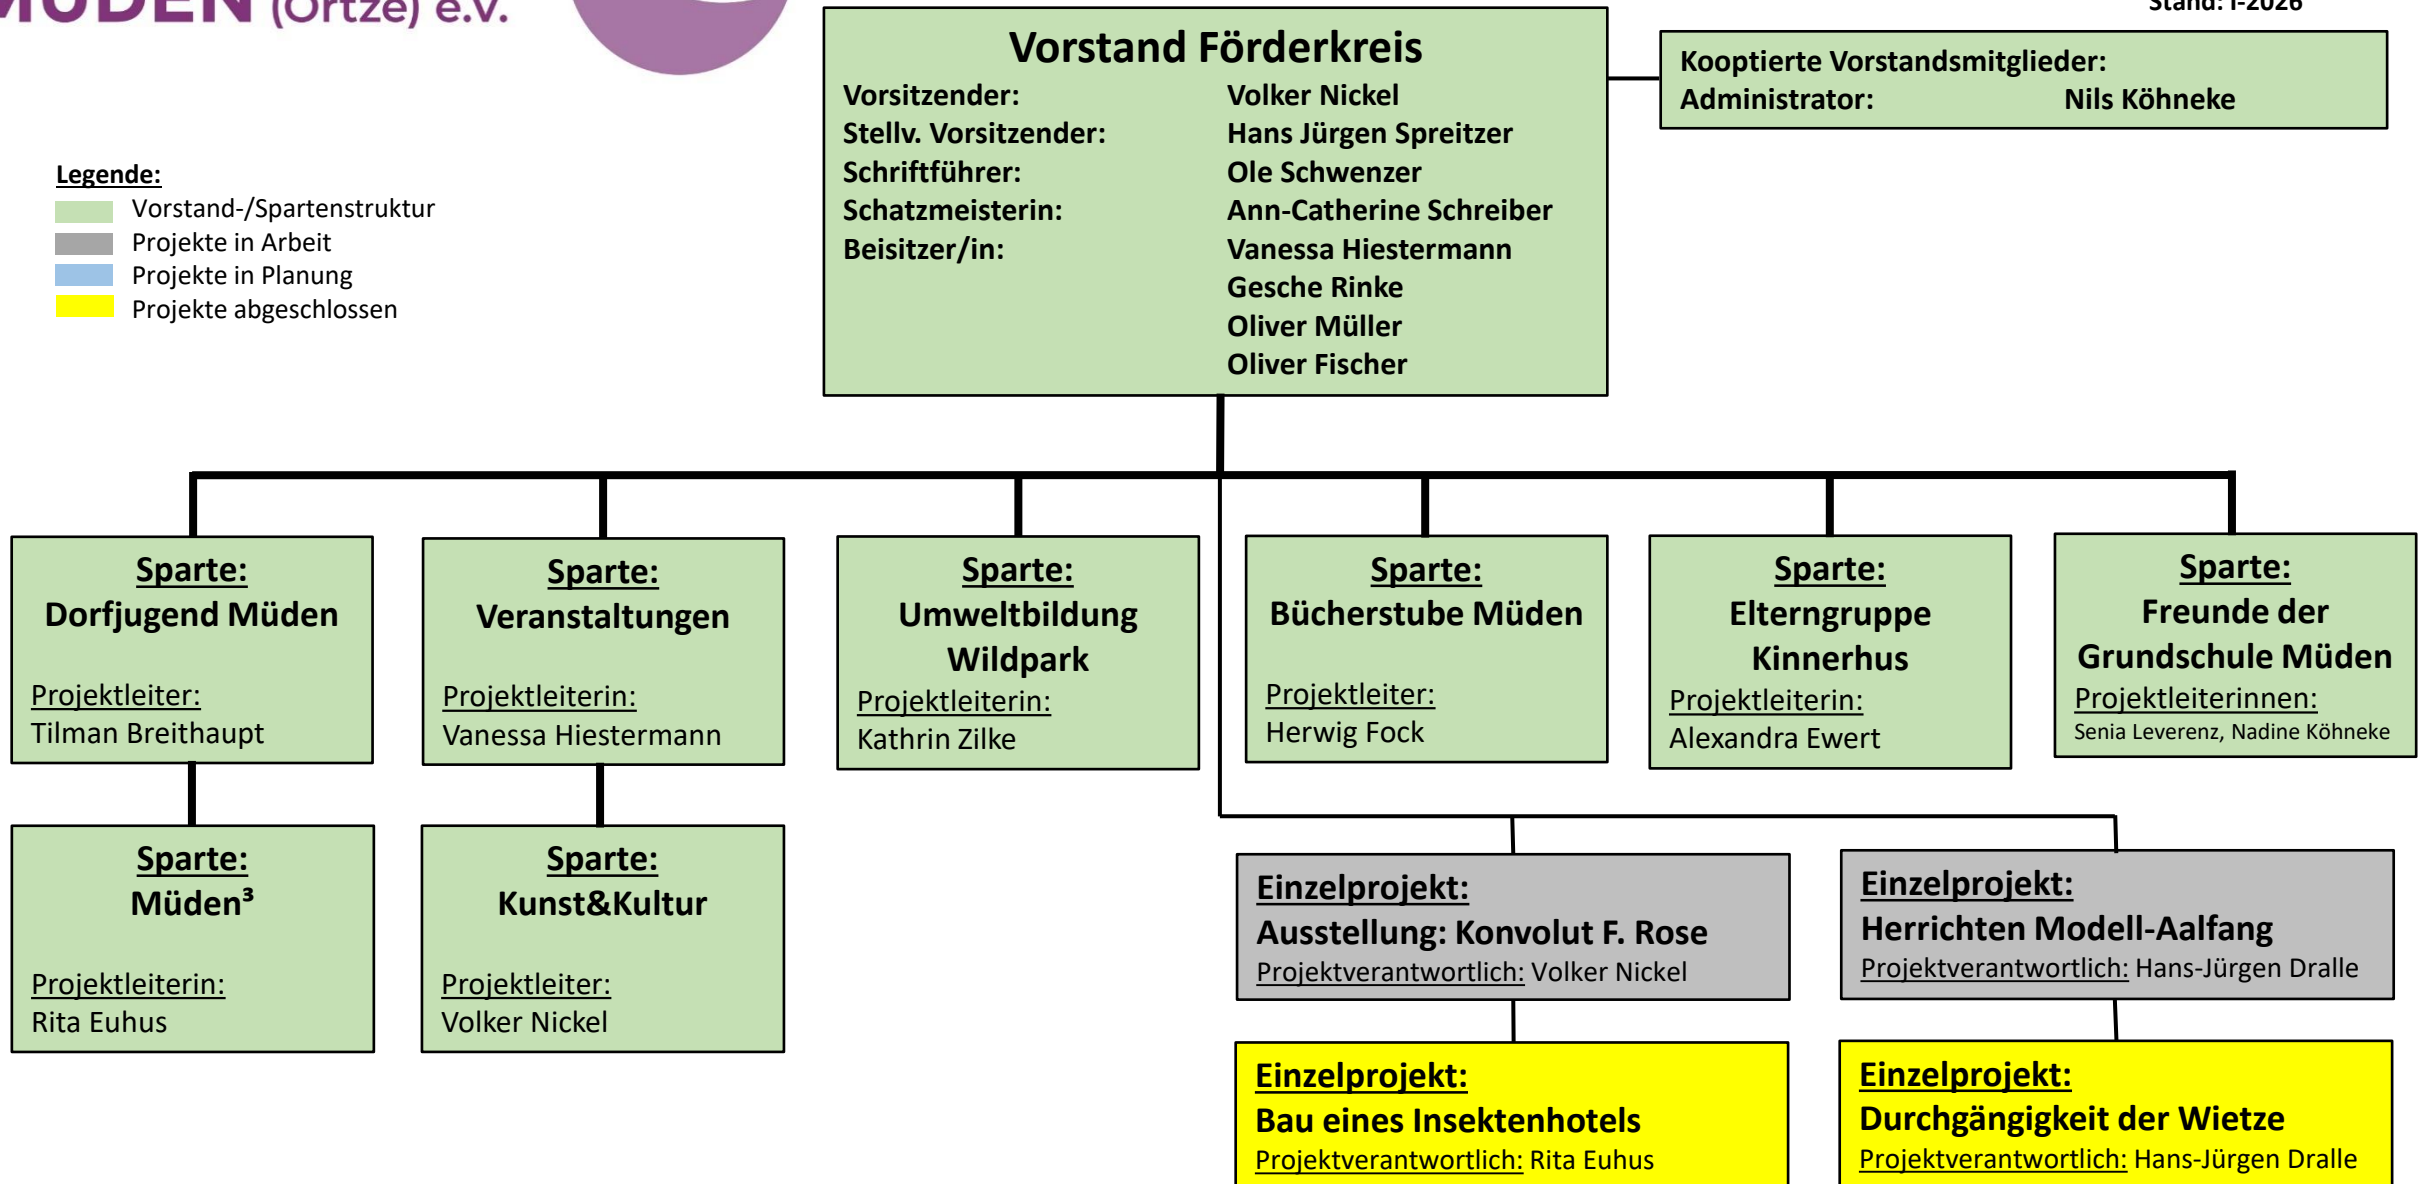 MÜDEN (Örtze) e.V.
Stand: I-2026
Vorstand Förderkreis
Vorsitzender: Volker Nickel
Stellv. Vorsitzender: Hans Jürgen Spreitzer
Schriftführer: Ole Schwenzer
Schatzmeisterin: Ann-Catherine Schreiber
Beisitzer/in: Vanessa Hiestermann
Gesche Rinke
Oliver Müller
Oliver Fischer
Kooptierte Vorstandsmitglieder:
Administrator: Nils Köhneke
Legende:
Vorstand-/Spartenstruktur
Projekte in Arbeit
Projekte in Planung
Projekte abgeschlossen
Sparte:
Dorfjugend Müden
Projektleiter:
Tilman Breithaupt
Sparte:
Veranstaltungen
Projektleiterin:
Vanessa Hiestermann
Sparte:
Umweltbildung
Wildpark
Projektleiterin:
Kathrin Zilke
Sparte:
Bücherstube Müden
Projektleiter:
Herwig Fock
Sparte:
Elterngruppe
Kinnerhus
Projektleiterin:
Alexandra Ewert
Sparte:
Freunde der
Grundschule Müden
Projektleiterinnen:
Senia Leverenz, Nadine Köhneke
Sparte:
Müden³
Projektleiterin:
Rita Euhus
Sparte:
Kunst&Kultur
Projektleiter:
Volker Nickel
Einzelprojekt:
Ausstellung: Konvolut F. Rose
Projektverantwortlich: Volker Nickel
Einzelprojekt:
Herrichten Modell-Aalfang
Projektverantwortlich: Hans-Jürgen Dralle
Einzelprojekt:
Bau eines Insektenhotels
Projektverantwortlich: Rita Euhus
Einzelprojekt:
Durchgängigkeit der Wietze
Projektverantwortlich: Hans-Jürgen Dralle